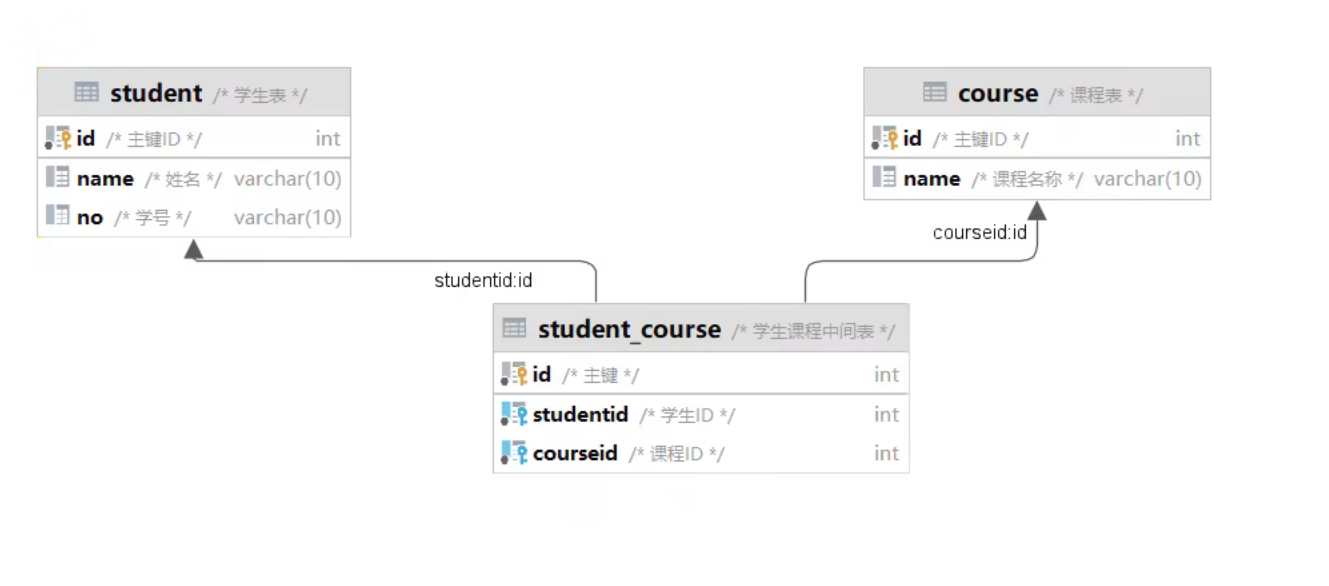 student /* 学生表 */
id /* 主键ID */ int
name /* 姓名 */ varchar(10)
no /* 学号 */ varchar(10)
course /* 课程表 */
id /* 主键ID */ int
name /* 课程名称 */ varchar(10)
courseid:id
studentid:id
student_course /* 学生课程中间表 */
id /* 主键 */ int
studentid /* 学生ID */ int
courseid /* 课程ID */ int